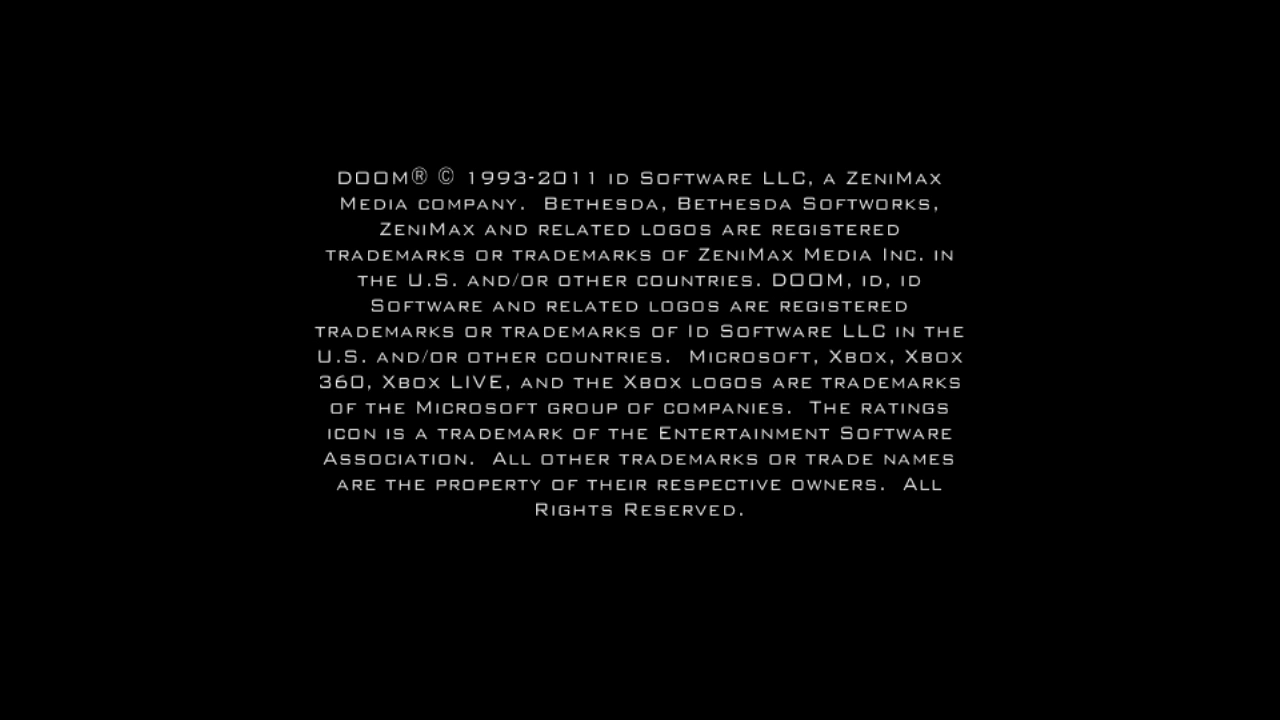 DOOM® © 1993-2011 id Software LLC, a ZeniMax
Media company.  Bethesda, Bethesda Softworks,
ZeniMax and related logos are registered
trademarks or trademarks of ZeniMax Media Inc. in
the U.S. and/or other countries. DOOM, id, id
Software and related logos are registered
trademarks or trademarks of Id Software LLC in the
U.S. and/or other countries.  Microsoft, Xbox, Xbox
360, Xbox LIVE, and the Xbox logos are trademarks
of the Microsoft group of companies.  The ratings
icon is a trademark of the Entertainment Software
Association.  All other trademarks or trade names
are the property of their respective owners.  All
Rights Reserved.